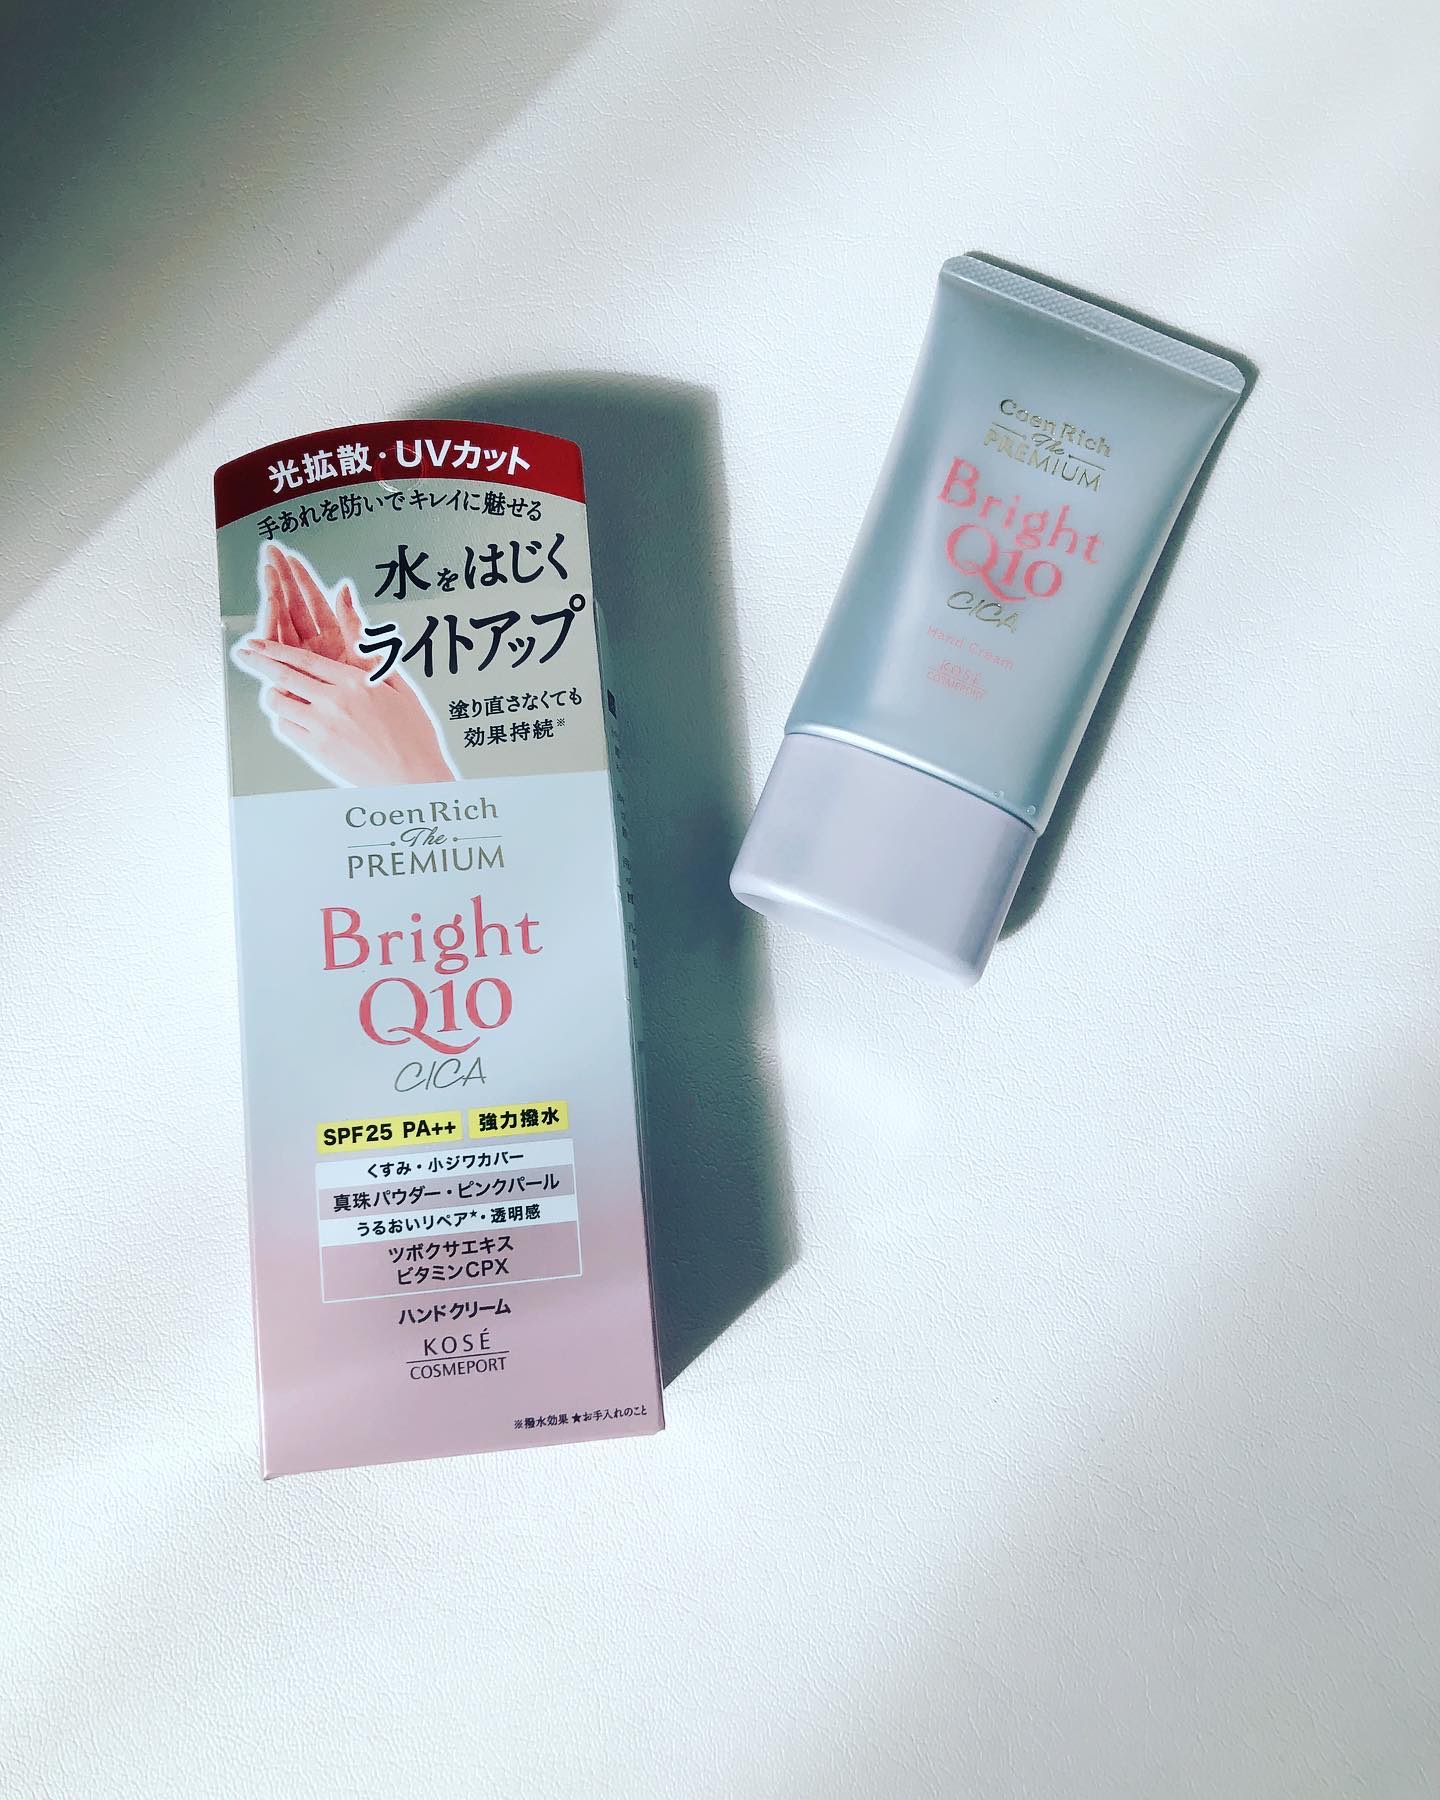 光拡散・UVカット
手あれを防いでキレイに魅せる
水をはじく
ライトアップ
塗り直さなくても
効果持続※
Coen Rich
The
PREMIUM
Bright
Q10
CICA
SPF25 PA++ 強力撥水
くすみ・小ジワカバー
真珠パウダー・ピンクパール
うるおいリペア★・透明感
ツボクサエキス
ビタミンCPX
ハンドクリーム
KOSÉ
COSMEPORT
※撥水効果 ★お手入れのこと
Coen Rich
The
PREMIUM
Bright
Q10
CICA
Hand Cream
KOSÉ
COSMEPORT